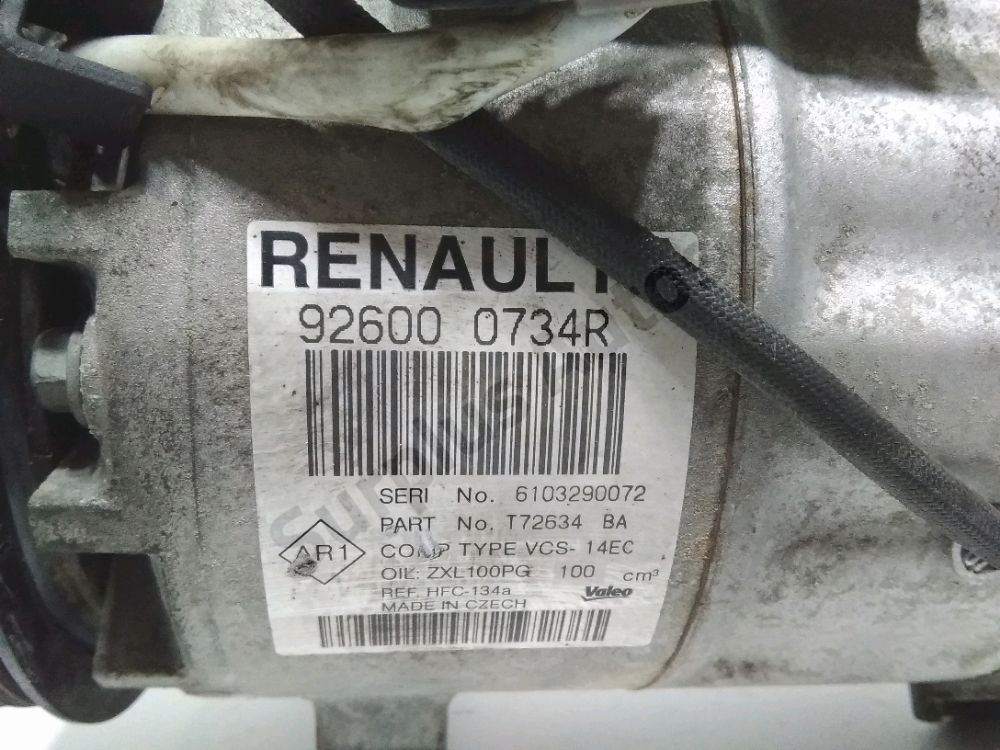 RENAULT
92600 0734R
SERI No. 6103290072
PART No. T72634 BA
AR1
COMP TYPE VCS- 14EC
OIL: ZXL100PG 100 cm³
REF. HFC-134a
Valeo
MADE IN CZECH